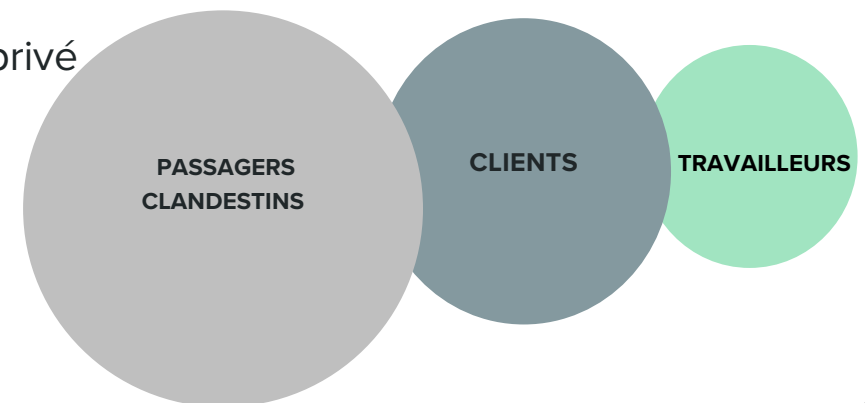 privé
PASSAGERS
CLANDESTINS
CLIENTS
TRAVAILLEURS